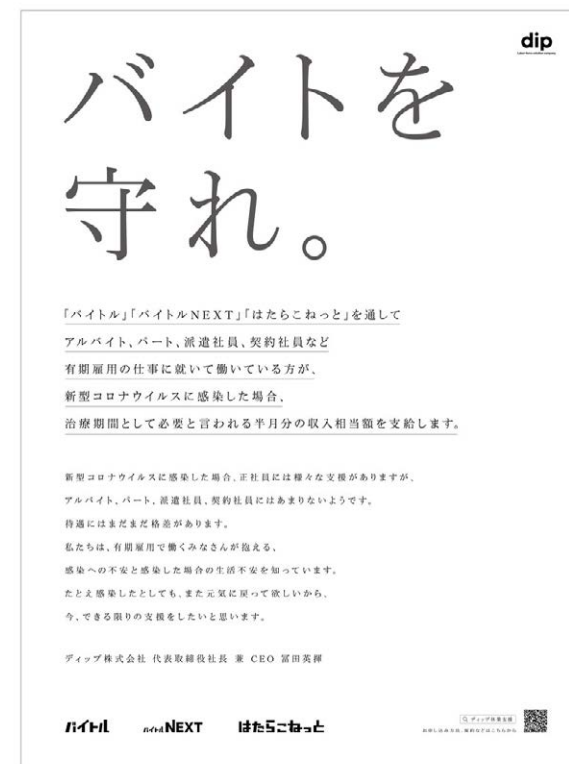 dip
バイトを
守れ。
「バイトル」「バイトルNEXT」「はたらこねっと」を通して
アルバイト、パート、派遣社員、契約社員など
有期雇用の仕事に就いて働いている方が、
新型コロナウイルスに感染した場合、
治療期間として必要と言われる半月分の収入相当額を支給します。
新型コロナウイルスに感染した場合、正社員には様々な支援がありますが、
アルバイト、パート、派遣社員、契約社員にはあまりないようです。
待遇にはまだまだ格差があります。
私たちは、有期雇用で働くみなさんが抱える、
感染への不安と感染した場合の生活不安を知っています。
たとえ感染したとしても、また元気に戻って欲しいから、
今、できる限りの支援をしたいと思います。
ディップ株式会社 代表取締役社長 兼 CEO 冨田英揮
バイトル バイトルNEXT はたらこねっと
ディップ休業支援